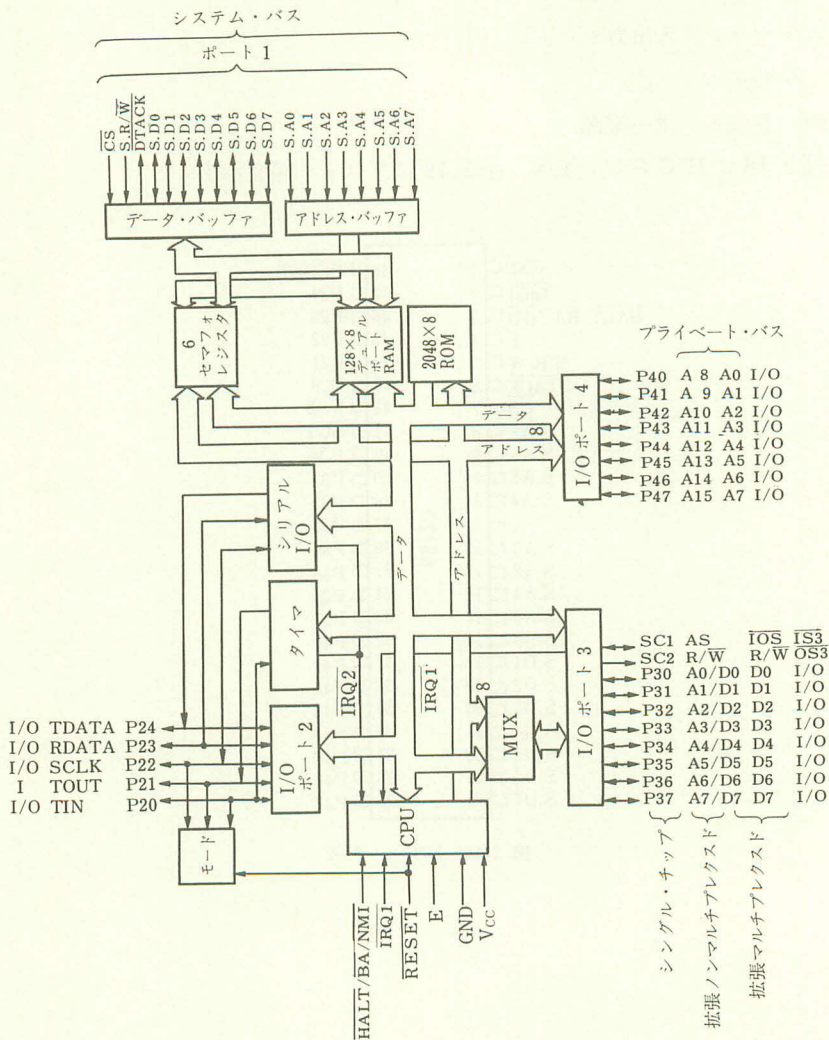 システム・バス
ポート1
CS
S.R/W
DTACK
S.D0
S.D1
S.D2
S.D3
S.D4
S.D5
S.D6
S.D7
S.A0
S.A1
S.A2
S.A3
S.A4
S.A5
S.A6
S.A7
データ・バッファ
アドレス・バッファ
6
セマフォ
レジスタ
128×8
デュアル
ポート
RAM
2048×8
ROM
データ
8
アドレス
I/Oポート4
プライベート・バス
P40 A 8 A0 I/O
P41 A 9 A1 I/O
P42 A10 A2 I/O
P43 A11 A3 I/O
P44 A12 A4 I/O
P45 A13 A5 I/O
P46 A14 A6 I/O
P47 A15 A7 I/O
シリアル
I/O
タイマ
データ
アドレス
IRQ2
IRQ1
8
MUX
I/Oポート3
SC1 AS IOS IS3
SC2 R/W R/W OS3
P30 A0/D0 D0 I/O
P31 A1/D1 D1 I/O
P32 A2/D2 D2 I/O
P33 A3/D3 D3 I/O
P34 A4/D4 D4 I/O
P35 A5/D5 D5 I/O
P36 A6/D6 D6 I/O
P37 A7/D7 D7 I/O
シングル・チップ
拡張ノンマルチプレクスド
拡張マルチプレクスド
I/O TDATA P24
I/O RDATA P23
I/O SCLK P22
I TOUT P21
I/O TIN P20
I/O
ポート2
モード
CPU
HALT/BA/NMI
IRQ1
RESET
E
GND
Vcc